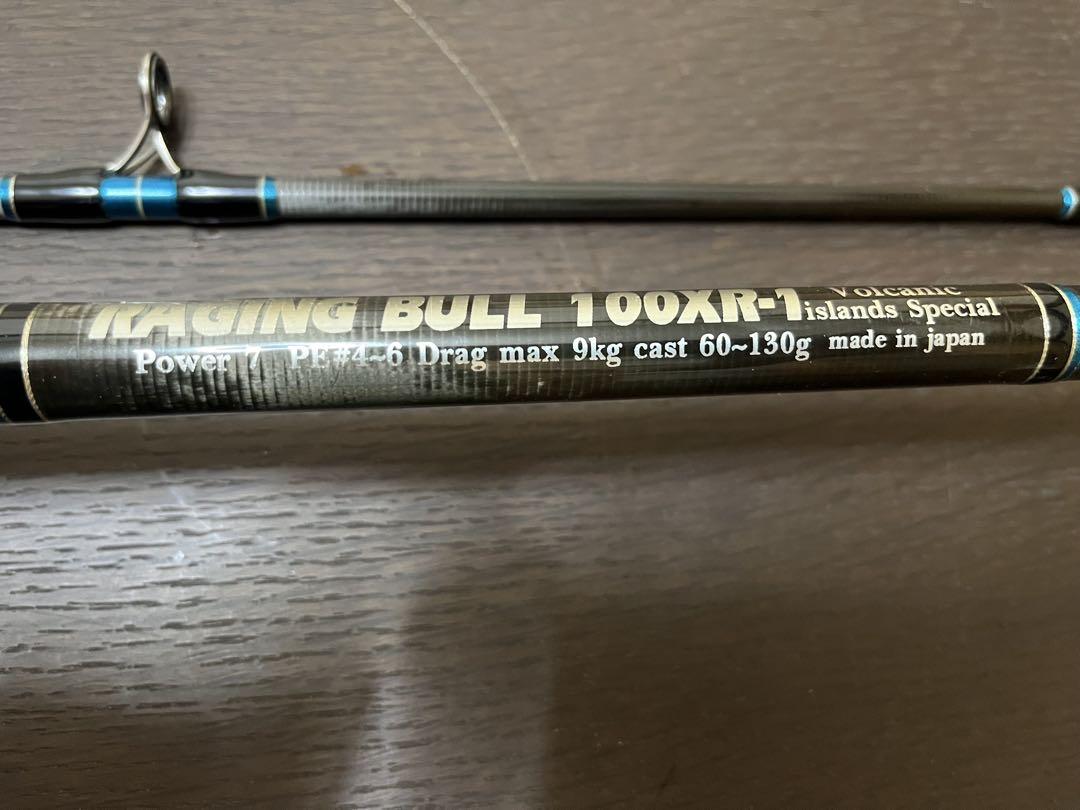 RAGING BULL 100XR-1 Volcanic
islands Special
Power 7 PE#4~6 Drag max 9kg cast 60~130g made in japan